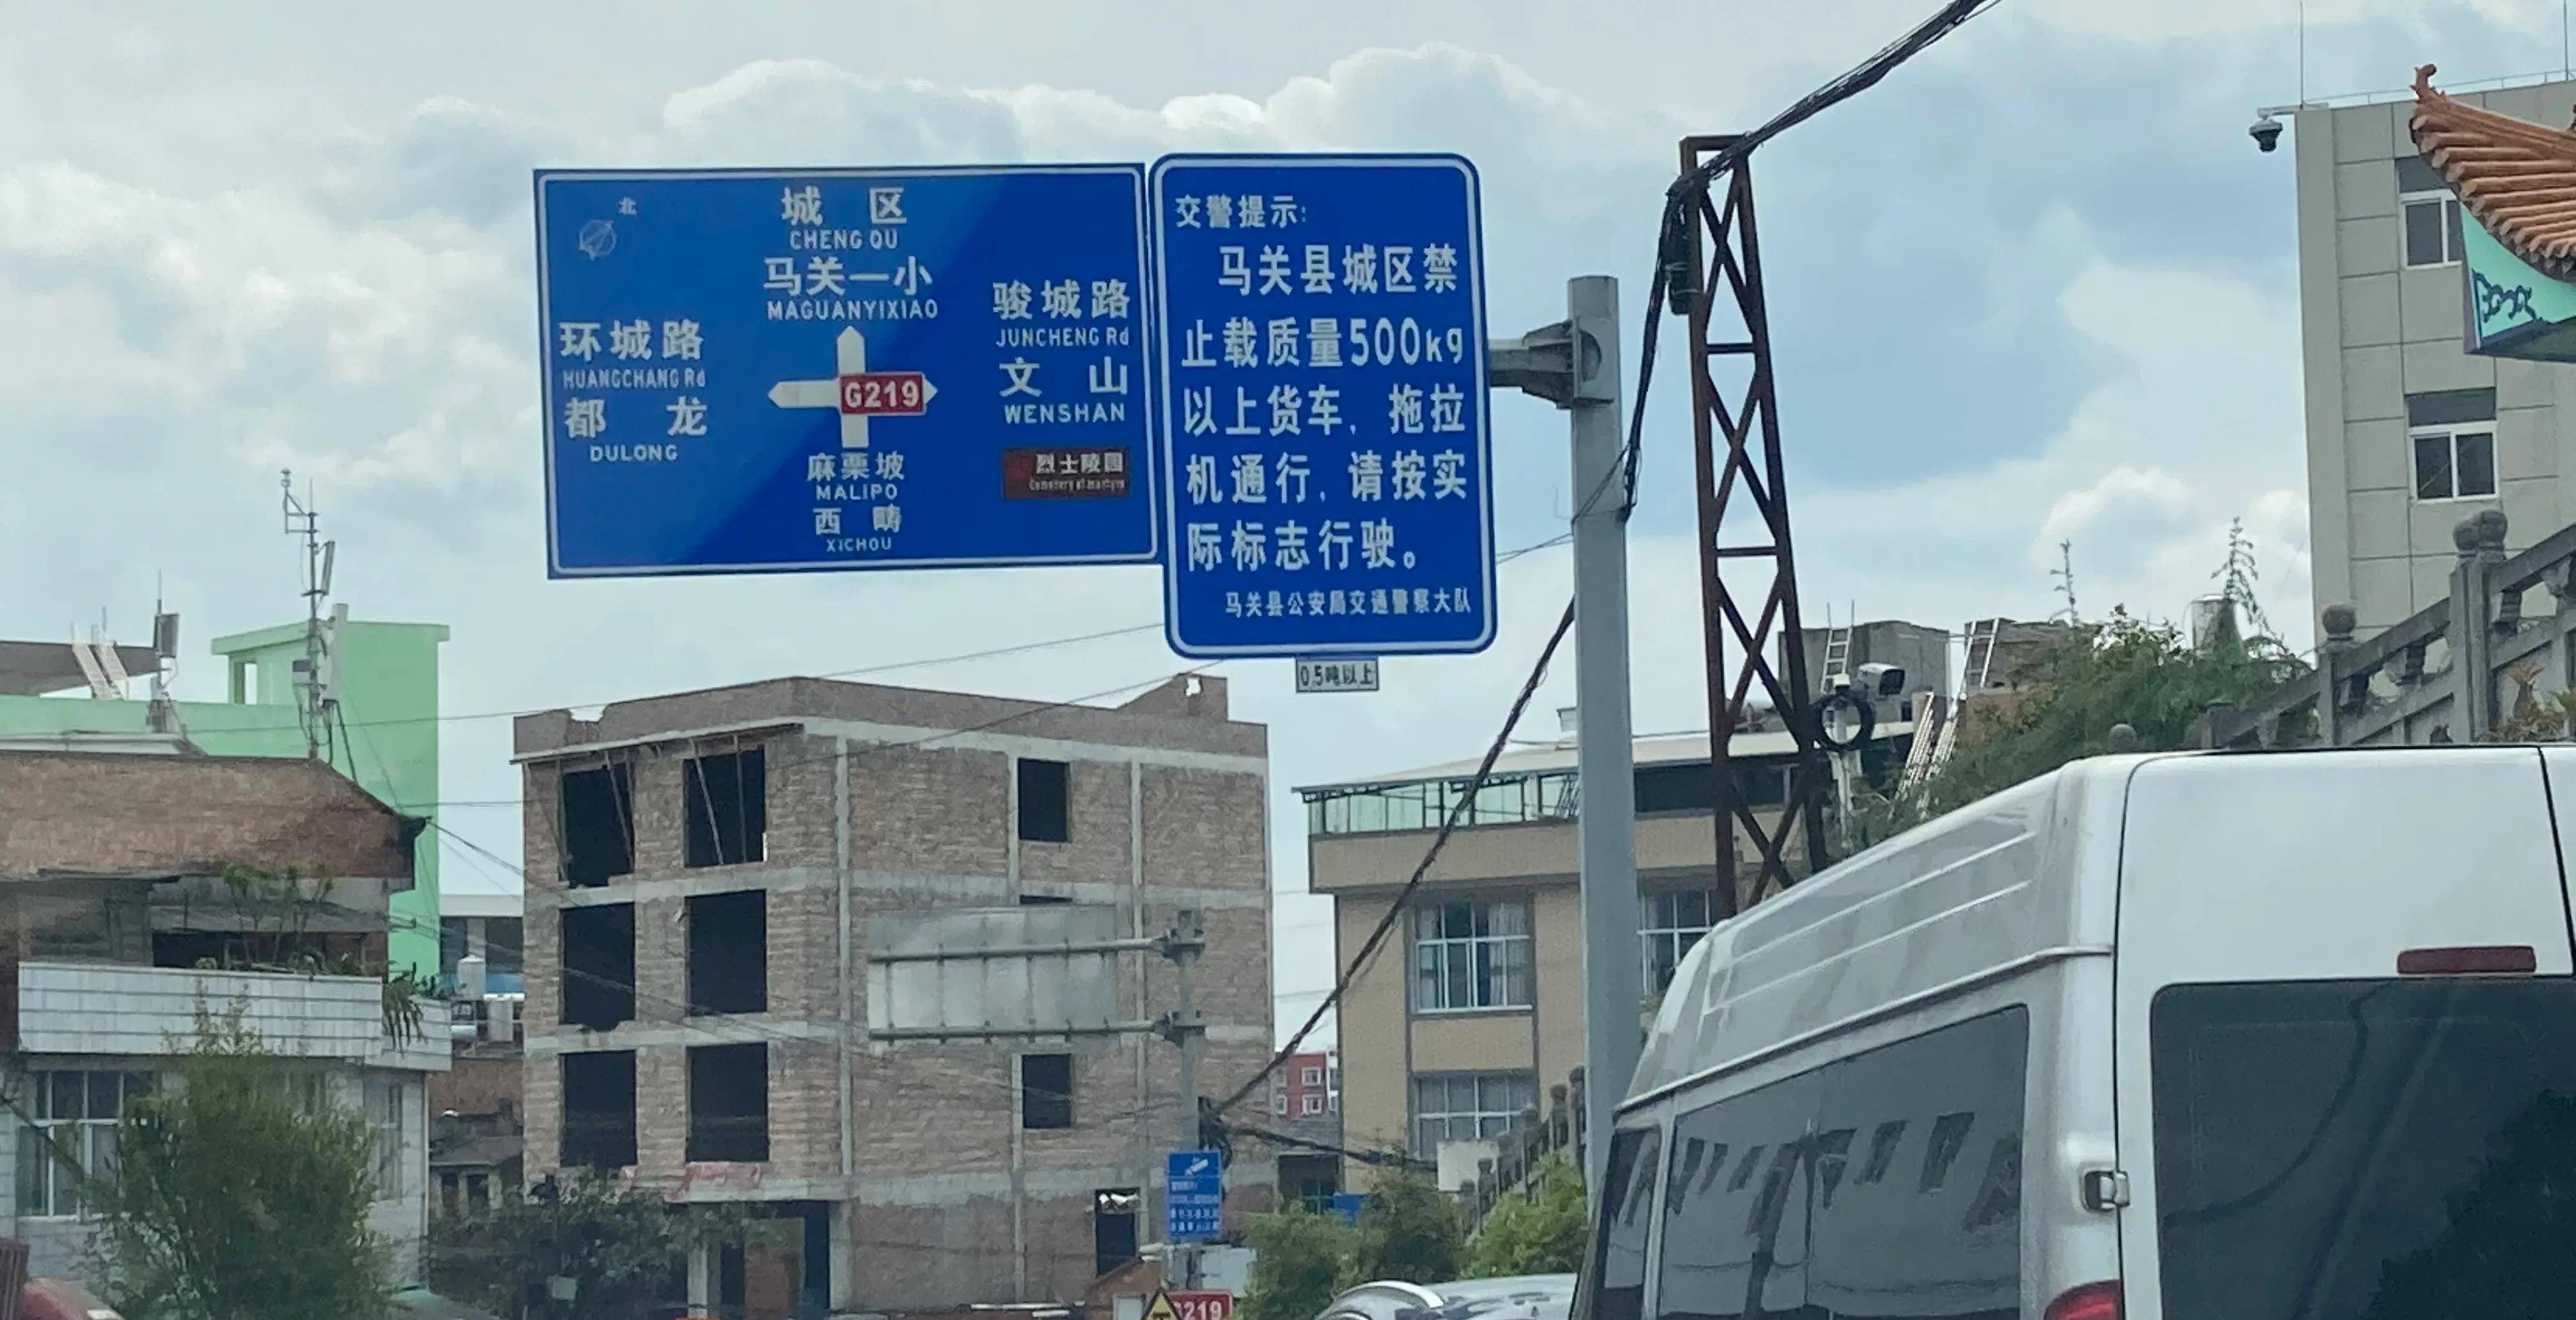 北
城 区
CHENG QU
马关一小
MAGUANYIXIAO
环城路
HUANGCHANG Rd
都 龙
DULONG
骏城路
JUNCHENG Rd
文 山
WENSHAN
G219
烈士陵园
Cemetery of martyrs
麻栗坡
MALIPO
西 畴
XICHOU
交警提示:
马关县城区禁
止载质量500kg
以上货车, 拖拉
机通行, 请按实
际标志行驶。
马关县公安局交通警察大队
0.5吨以上
G219